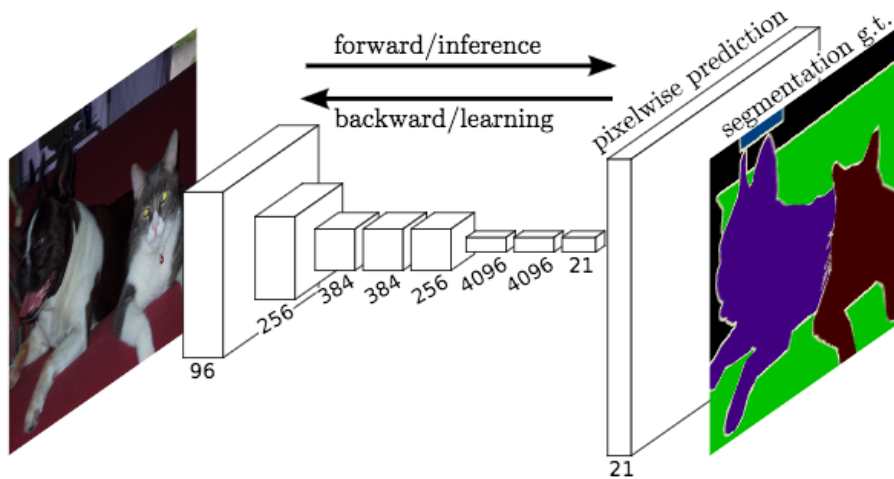 forward/inference
backward/learning
pixelwise prediction
segmentation g.t.
96
256
384
384
256
4096
4096
21
21